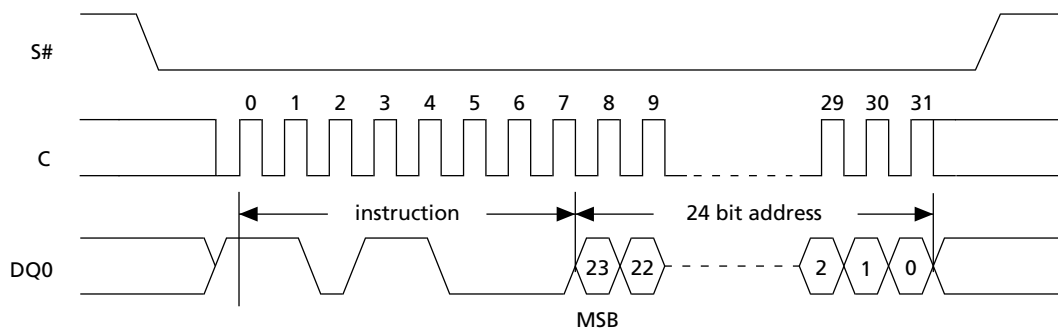 S#
0 1 2 3 4 5 6 7 8 9 29 30 31
C
instruction 24 bit address
DQ0 23 22 2 1 0
MSB